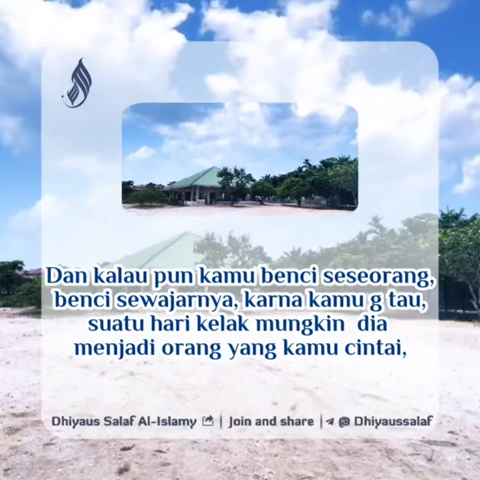 Dan kalau pun kamu benci seseorang,
benci sewajarnya, karna kamu g tau,
suatu hari kelak mungkin dia
menjadi orang yang kamu cintai,
Dhiyaus Salaf Al-Islamy | Join and share | @ Dhiyaussalaf